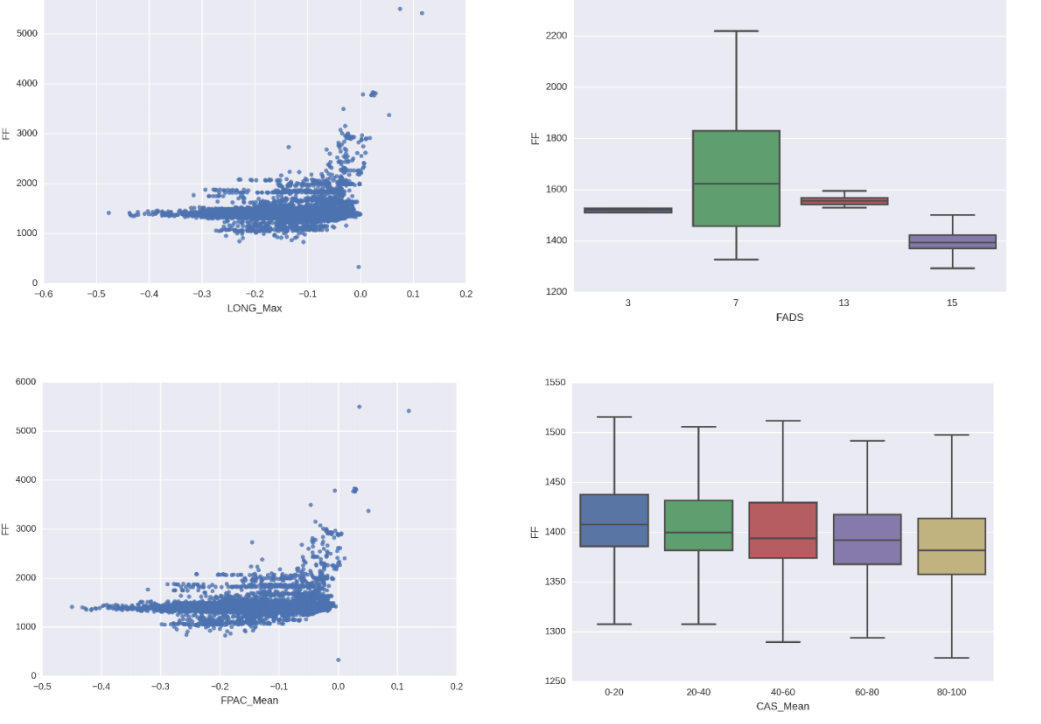 5000
4000
3000
2000
1000
0
FF
−0.6 −0.5 −0.4 −0.3 −0.2 −0.1 0.0 0.1 0.2
LONG_Max
2200
2000
1800
1600
1400
1200
FF
3 7 13 15
FADS
6000
5000
4000
3000
2000
1000
0
FF
−0.5 −0.4 −0.3 −0.2 −0.1 0.0 0.1 0.2
FPAC_Mean
1550
1500
1450
1400
1350
1300
1250
FF
0-20 20-40 40-60 60-80 80-100
CAS_Mean